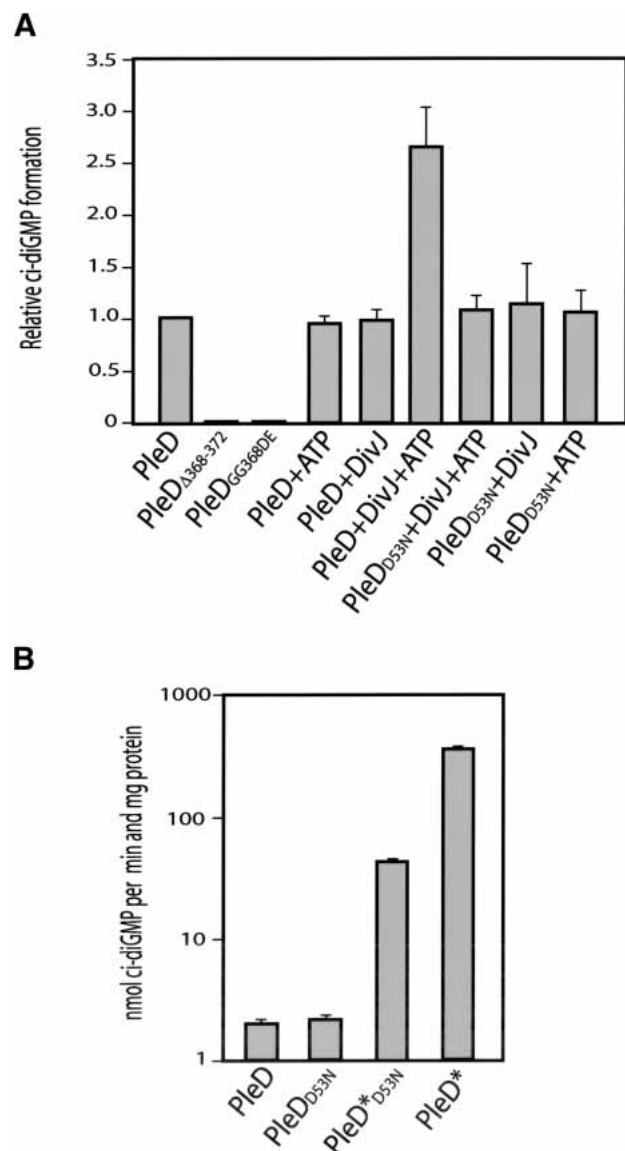 A
Relative ci-diGMP formation
3.5
3.0
2.5
2.0
1.5
1.0
0.5
0
PleD
PleDΔ368-372
PleDGG368DE
PleD+ATP
PleD+DivJ
PleD+DivJ+ATP
PleDD53N+DivJ+ATP
PleDD53N+DivJ
PleDD53N+ATP
B
nmol ci-diGMP per min and mg protein
1000
100
10
1
PleD
PleDD53N
PleD*D53N
PleD*